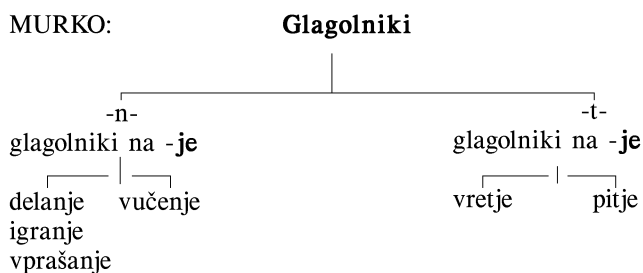 MURKO: Glagolniki
-n- -t-
glagolniki na -je glagolniki na -je
delanje vučenje vretje pitje
igranje
vprašanje